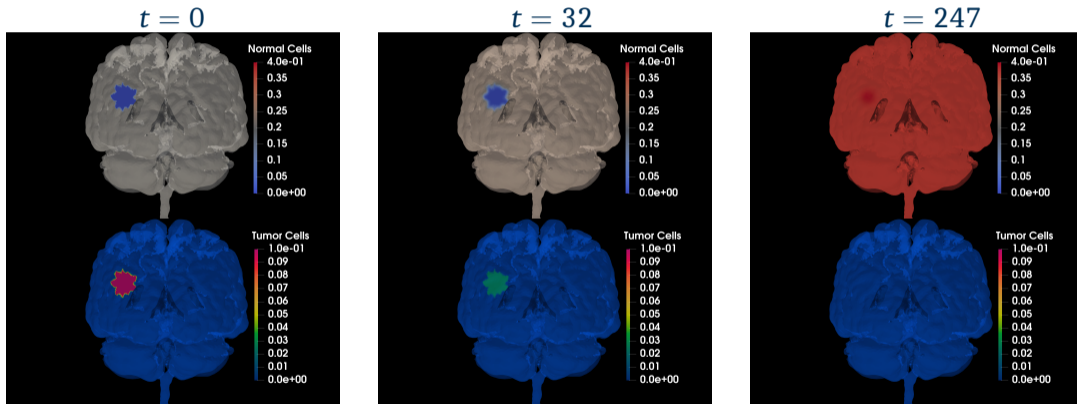 t = 0
Normal Cells
4.0e-01
0.35
0.3
0.25
0.2
0.15
0.1
0.05
0.0e+00
Tumor Cells
1.0e-01
0.09
0.08
0.07
0.06
0.05
0.04
0.03
0.02
0.01
0.0e+00
t = 32
Normal Cells
4.0e-01
0.35
0.3
0.25
0.2
0.15
0.1
0.05
0.0e+00
Tumor Cells
1.0e-01
0.09
0.08
0.07
0.06
0.05
0.04
0.03
0.02
0.01
0.0e+00
t = 247
Normal Cells
4.0e-01
0.35
0.3
0.25
0.2
0.15
0.1
0.05
0.0e+00
Tumor Cells
1.0e-01
0.09
0.08
0.07
0.06
0.05
0.04
0.03
0.02
0.01
0.0e+00